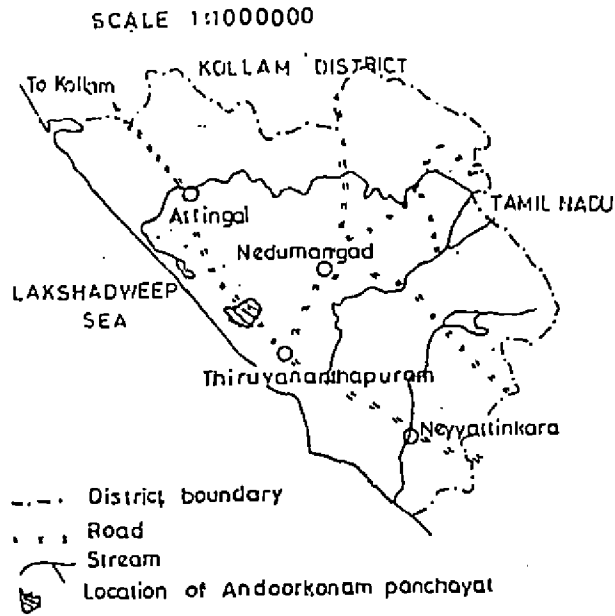 SCALE 1:1000000
KOLLAM DISTRICT
To Kollam
Attingal
TAMIL NADU
Nedumangad
LAKSHADWEEP
SEA
Thiruvananthapuram
Neyyattinkara
District boundary
Road
Stream
Location of Andoorkonam panchayat